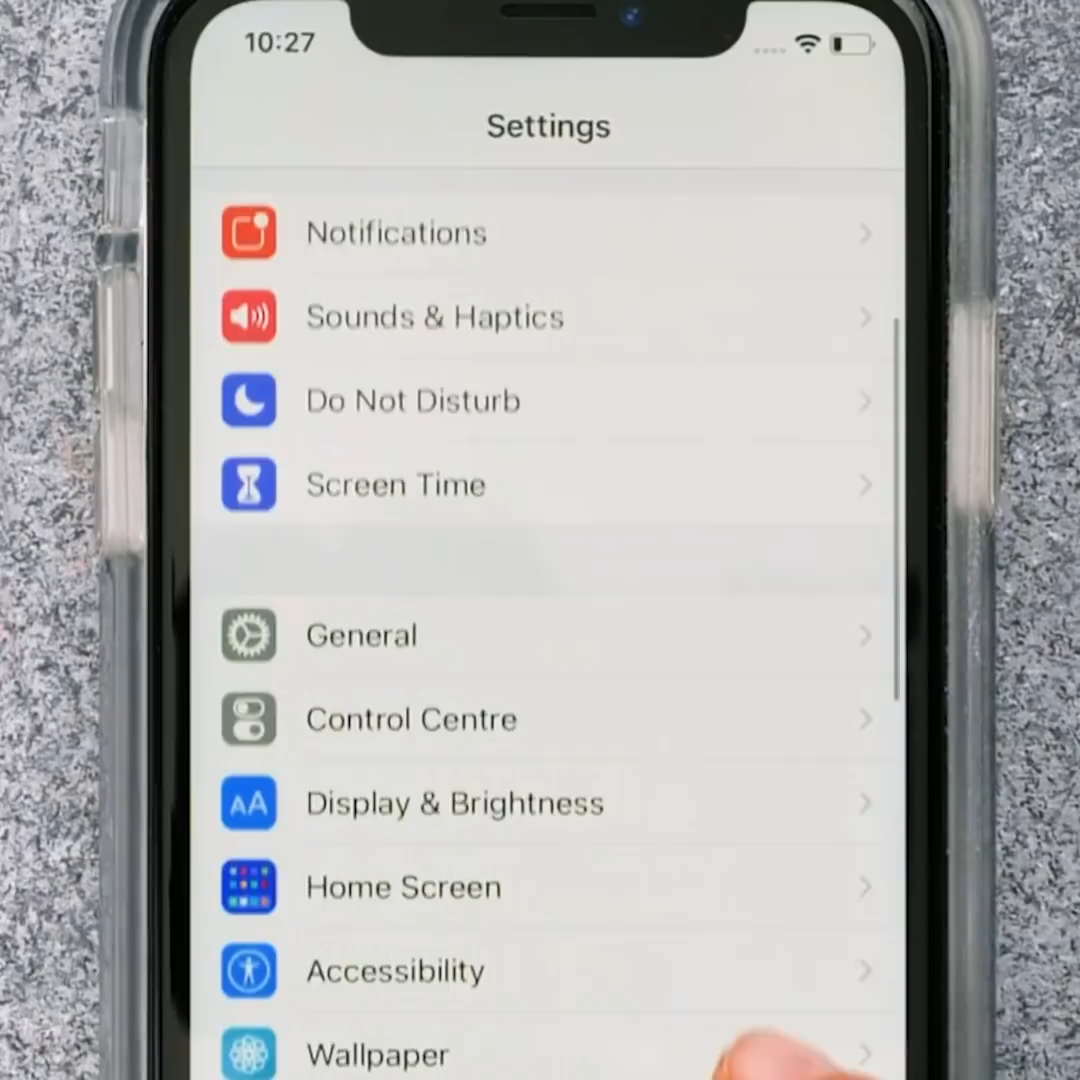 10:27
Settings
Notifications
Sounds & Haptics
Do Not Disturb
Screen Time
General
Control Centre
AA
Display & Brightness
Home Screen
Accessibility
Wallpaper